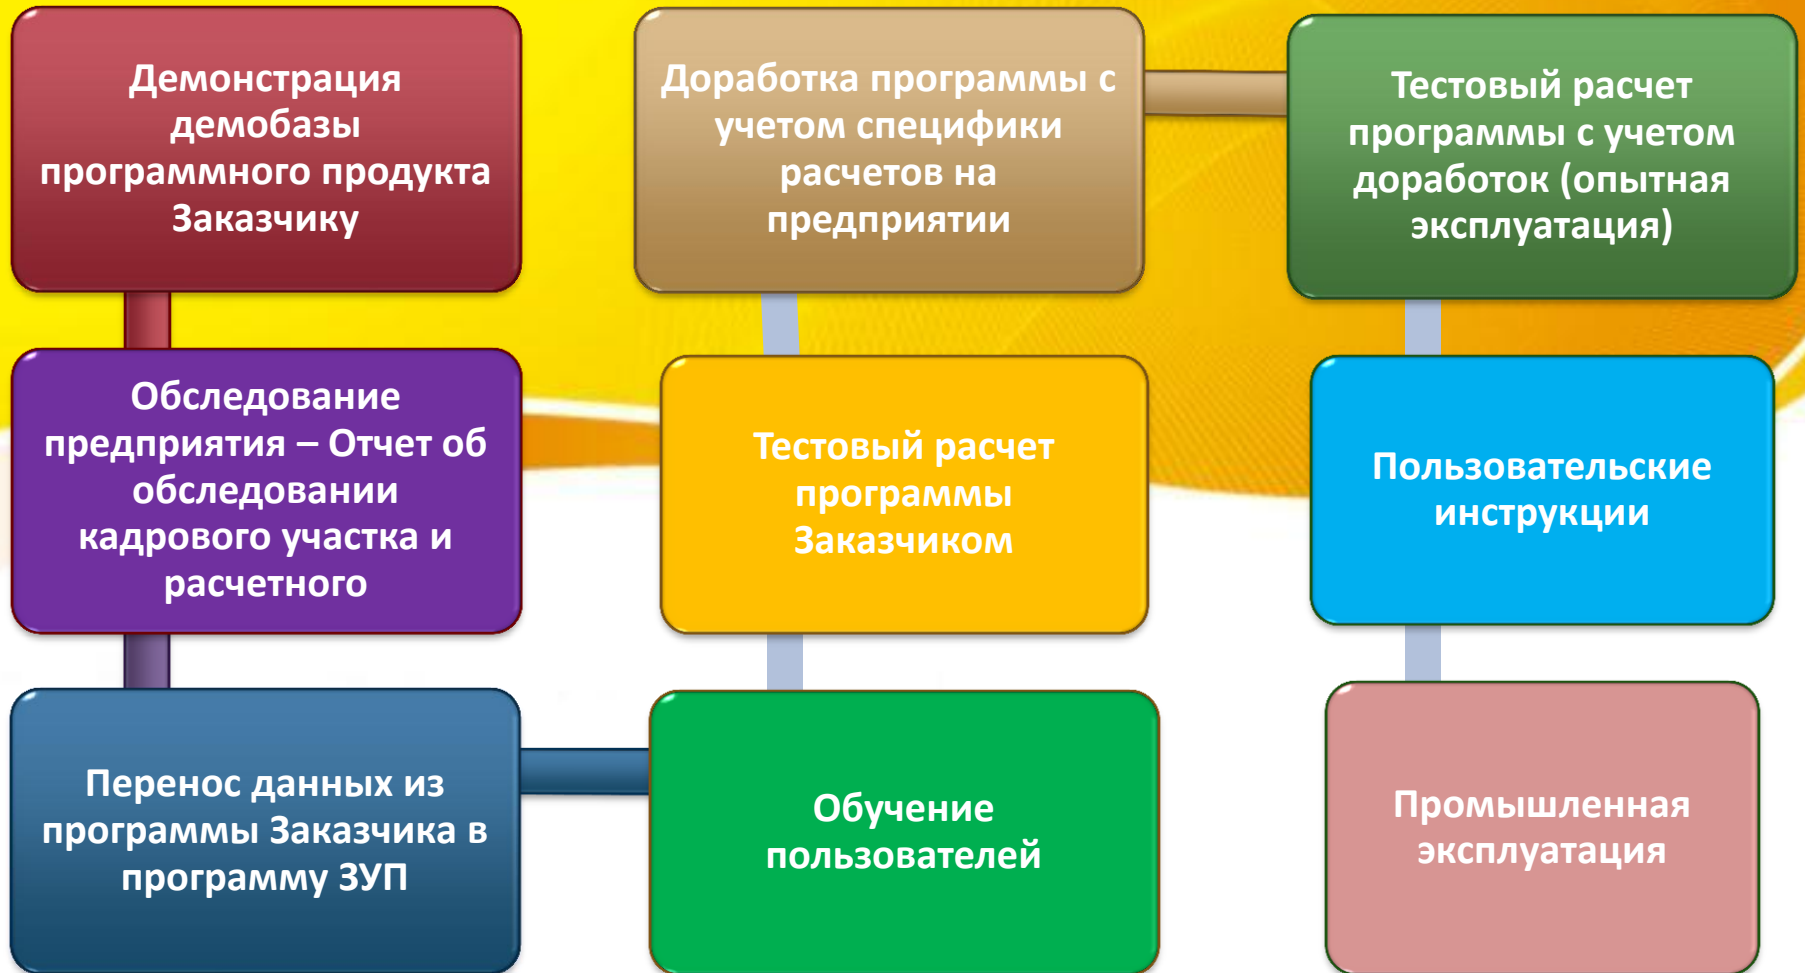 Демонстрация
демобазы
программного продукта
Заказчику
Обследование
предприятия – Отчет об
обследовании
кадрового участка и
расчетного
Перенос данных из
программы Заказчика в
программу ЗУП
Обучение
пользователей
Тестовый расчет
программы
Заказчиком
Доработка программы с
учетом специфики
расчетов на
предприятии
Тестовый расчет
программы с учетом
доработок (опытная
эксплуатация)
Пользовательские
инструкции
Промышленная
эксплуатация